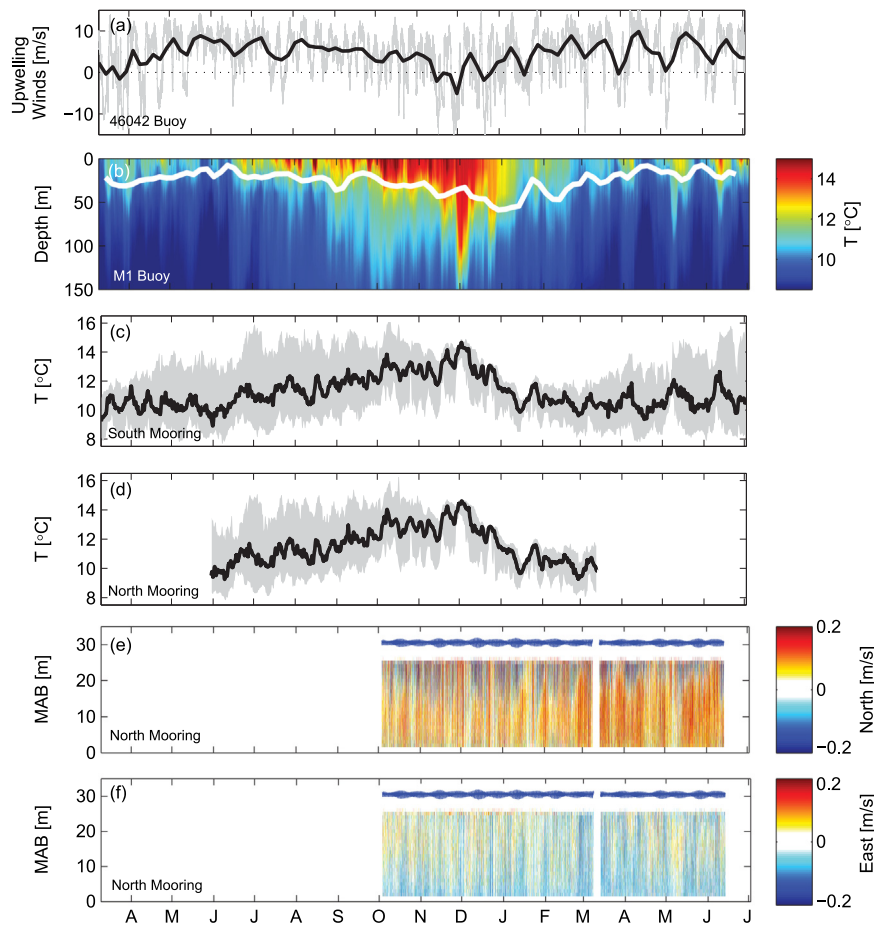 (a)
Upwelling
Winds [m/s]
10
0
−10
46042 Buoy
(b)
Depth [m]
0
50
100
150
M1 Buoy
14
12
10
T [°C]
(c)
T [°C]
16
14
12
10
8
South Mooring
(d)
T [°C]
16
14
12
10
8
North Mooring
(e)
MAB [m]
30
20
10
0
North Mooring
0.2
0
−0.2
North [m/s]
(f)
MAB [m]
30
20
10
0
North Mooring
0.2
0
−0.2
East [m/s]
A M J J A S O N D J F M A M J J